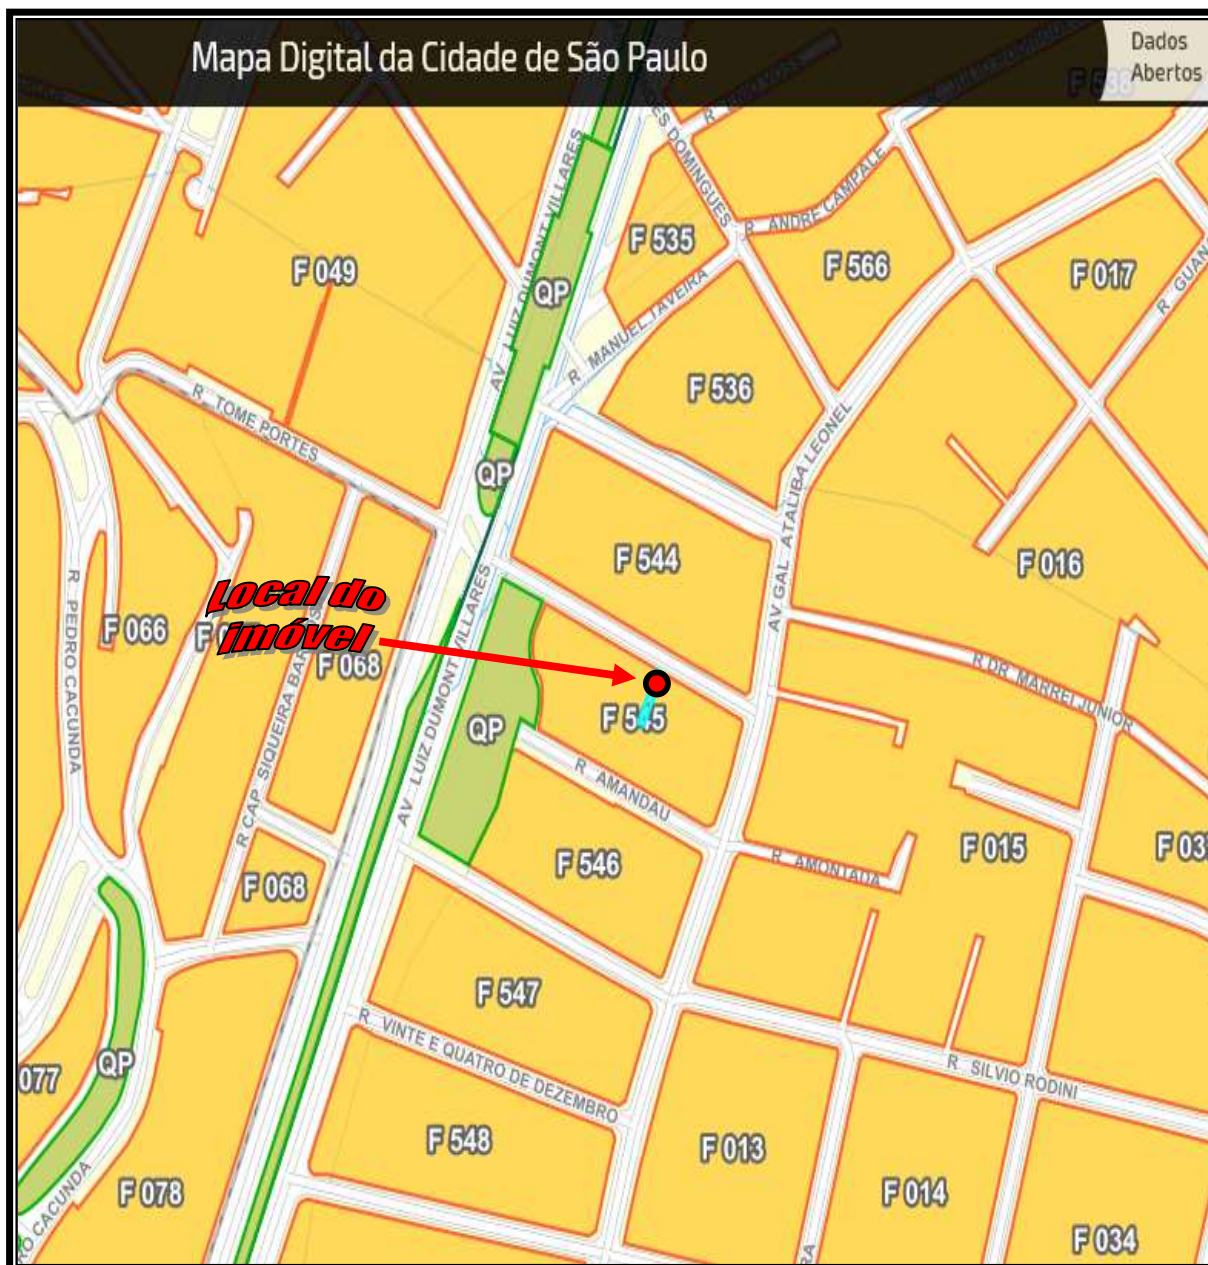 Mapa Digital da Cidade de São Paulo
Dados
Abertos
R ANDRE CAMPALE
AV LUIZ DUMONT VILLARES
F 535
F 049
F 566
F 017
QP
R MANUEL TAVEIRA
F 536
R TOME PORTES
AV GAL ATALIBA LEONEL
QP
F 544
F 016
Local do
imóvel
R PEDRO CACUNDA
F 066
F 068
R DR MARREI JUNIOR
AV LUIZ DUMONT VILLARES
F 545
QP
R AMANDAU
F 546
R AMONTADA
F 015
F 068
F 547
R VINTE E QUATRO DE DEZEMBRO
R SILVIO RODINI
QP
077
F 548
F 013
F 078
F 014
F 034